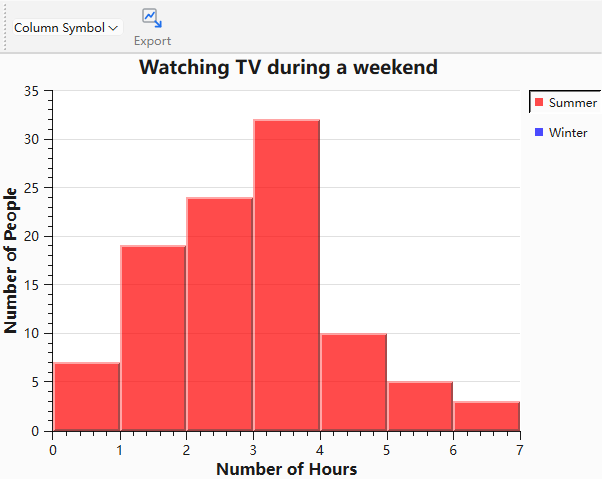 Column Symbol
Export
Watching TV during a weekend
Summer
Winter
Number of People
35
30
25
20
15
10
5
0
0 1 2 3 4 5 6 7
Number of Hours